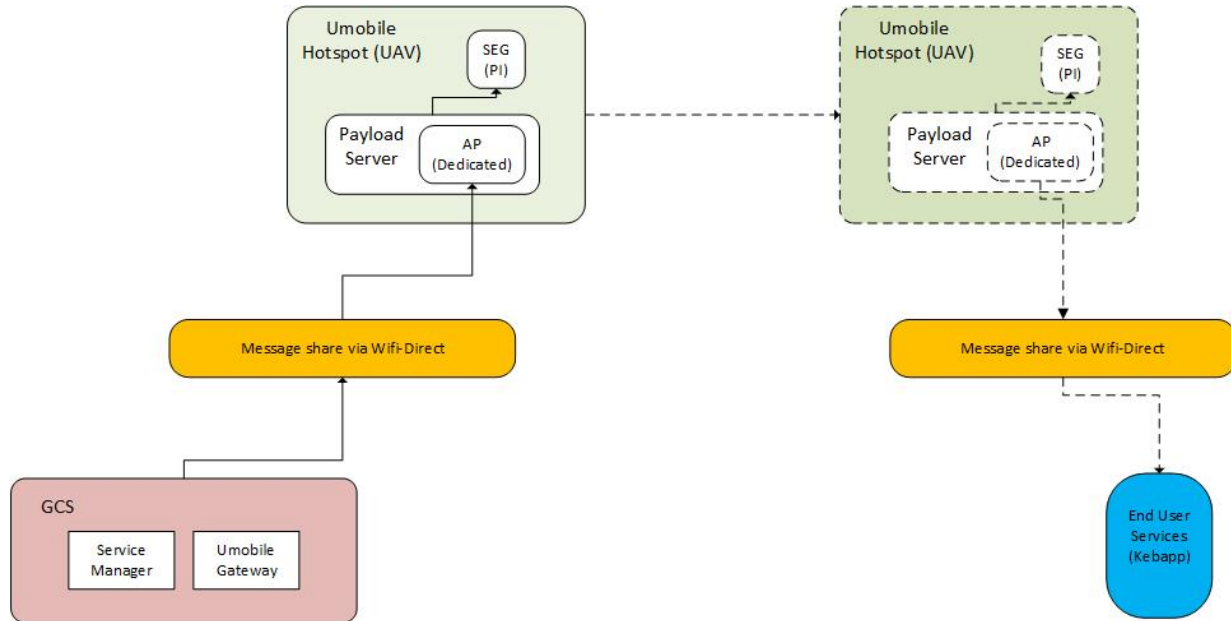 Umobile
Hotspot (UAV)
SEG
(PI)
Payload
Server
AP
(Dedicated)
Umobile
Hotspot (UAV)
SEG
(PI)
Payload
Server
AP
(Dedicated)
Message share via Wifi-Direct
Message share via Wifi-Direct
GCS
Service
Manager
Umobile
Gateway
End User
Services
(Kebapp)